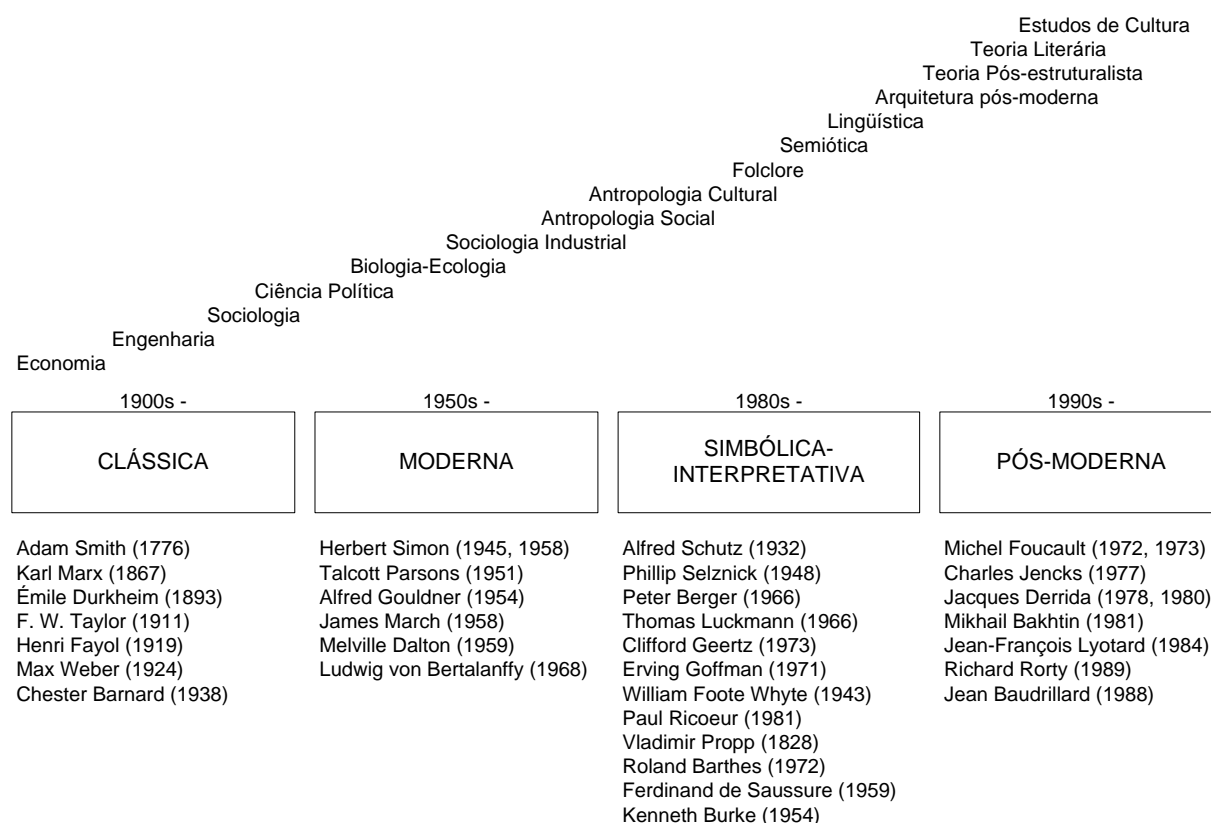 Estudos de Cultura
Teoria Literária
Teoria Pós-estruturalista
Arquitetura pós-moderna
Lingüística
Semiótica
Folclore
Antropologia Cultural
Antropologia Social
Sociologia Industrial
Biologia-Ecologia
Ciência Política
Sociologia
Engenharia
Economia
1900s -
CLÁSSICA
Adam Smith (1776)
Karl Marx (1867)
Émile Durkheim (1893)
F. W. Taylor (1911)
Henri Fayol (1919)
Max Weber (1924)
Chester Barnard (1938)
1950s -
MODERNA
Herbert Simon (1945, 1958)
Talcott Parsons (1951)
Alfred Gouldner (1954)
James March (1958)
Melville Dalton (1959)
Ludwig von Bertalanffy (1968)
1980s -
SIMBÓLICA-
INTERPRETATIVA
Alfred Schutz (1932)
Phillip Selznick (1948)
Peter Berger (1966)
Thomas Luckmann (1966)
Clifford Geertz (1973)
Erving Goffman (1971)
William Foote Whyte (1943)
Paul Ricoeur (1981)
Vladimir Propp (1828)
Roland Barthes (1972)
Ferdinand de Saussure (1959)
Kenneth Burke (1954)
1990s -
PÓS-MODERNA
Michel Foucault (1972, 1973)
Charles Jencks (1977)
Jacques Derrida (1978, 1980)
Mikhail Bakhtin (1981)
Jean-François Lyotard (1984)
Richard Rorty (1989)
Jean Baudrillard (1988)